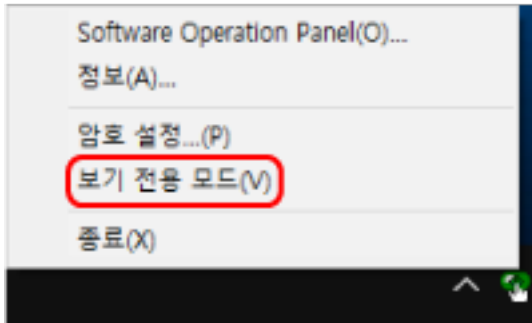 Software Operation Panel(O)...
정보(A)...
암호 설정...(P)
보기 전용 모드(V)
종료(X)